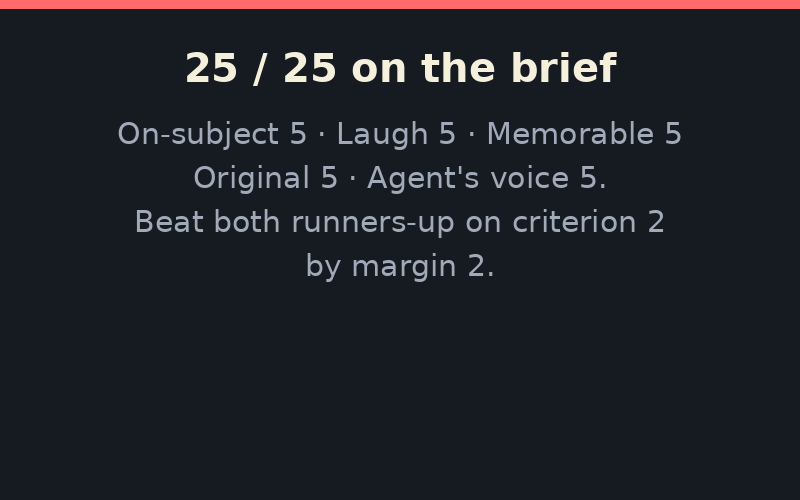 25 / 25 on the brief
On-subject 5 · Laugh 5 · Memorable 5
Original 5 · Agent's voice 5.
Beat both runners-up on criterion 2
by margin 2.